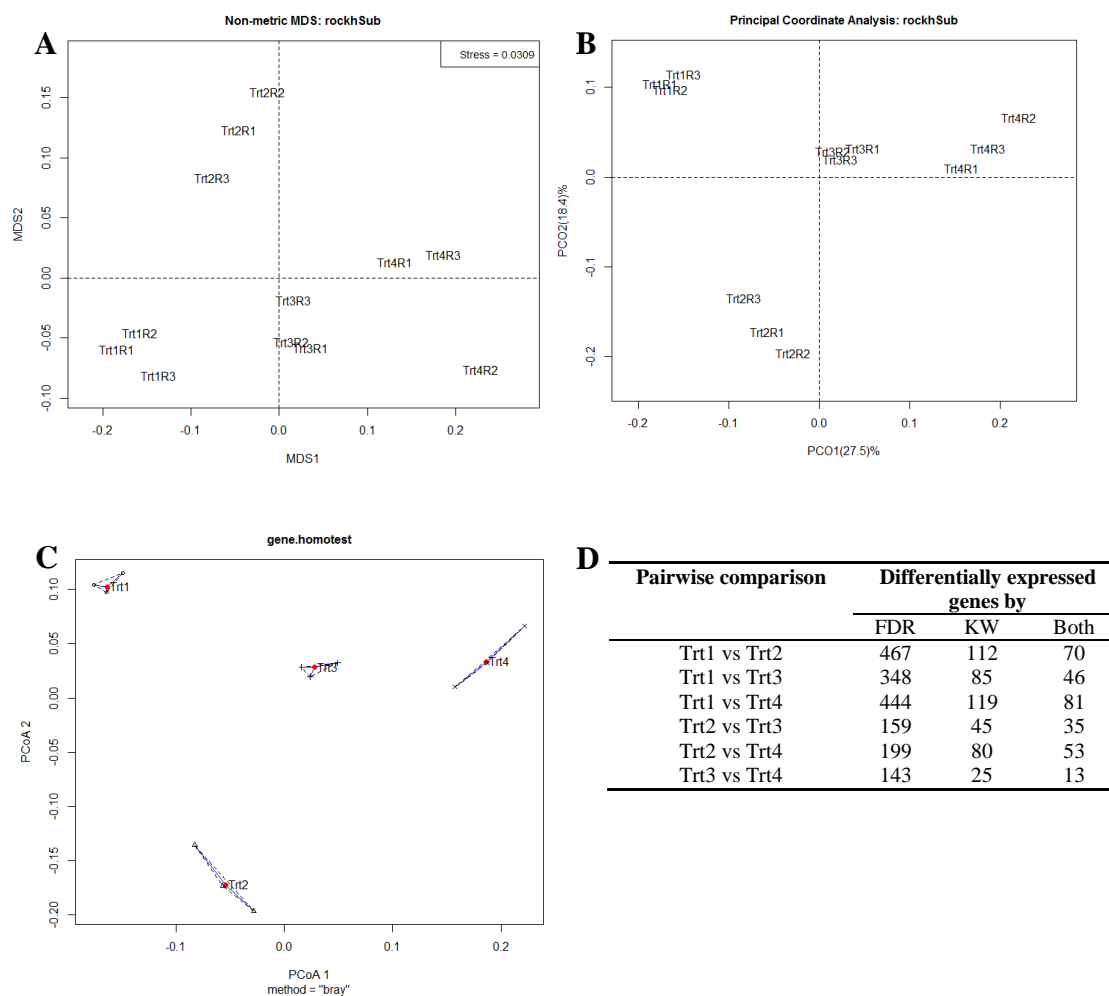 A
Non-metric MDS: rockhSub
Stress = 0.0309
Trt2R2
Trt2R1
Trt2R3
Trt4R1
Trt4R3
Trt3R3
Trt1R2
Trt1R1
Trt3R2
Trt3R1
Trt1R3
Trt4R2
0.15
0.10
0.05
0.00
-0.05
-0.10
MDS2
-0.2
-0.1
0.0
0.1
0.2
MDS1
B
Principal Coordinate Analysis: rockhSub
Trt1R3
Trt1R1
Trt1R2
Trt4R2
Trt3R2
Trt3R1
Trt3R3
Trt4R3
Trt4R1
Trt2R3
Trt2R1
Trt2R2
0.1
0.0
-0.1
-0.2
PCO2(18.4)%
-0.2
-0.1
0.0
0.1
0.2
PCO1(27.5)%
C
gene.homotest
Trt1
Trt3
Trt4
Trt2
0.10
0.05
0.00
-0.05
-0.10
-0.15
-0.20
PCoA 2
-0.1
0.0
0.1
0.2
PCoA 1
method = "bray"
D
Pairwise comparison Differentially expressed
genes by
FDR KW Both
Trt1 vs Trt2 467 112 70
Trt1 vs Trt3 348 85 46
Trt1 vs Trt4 444 119 81
Trt2 vs Trt3 159 45 35
Trt2 vs Trt4 199 80 53
Trt3 vs Trt4 143 25 13